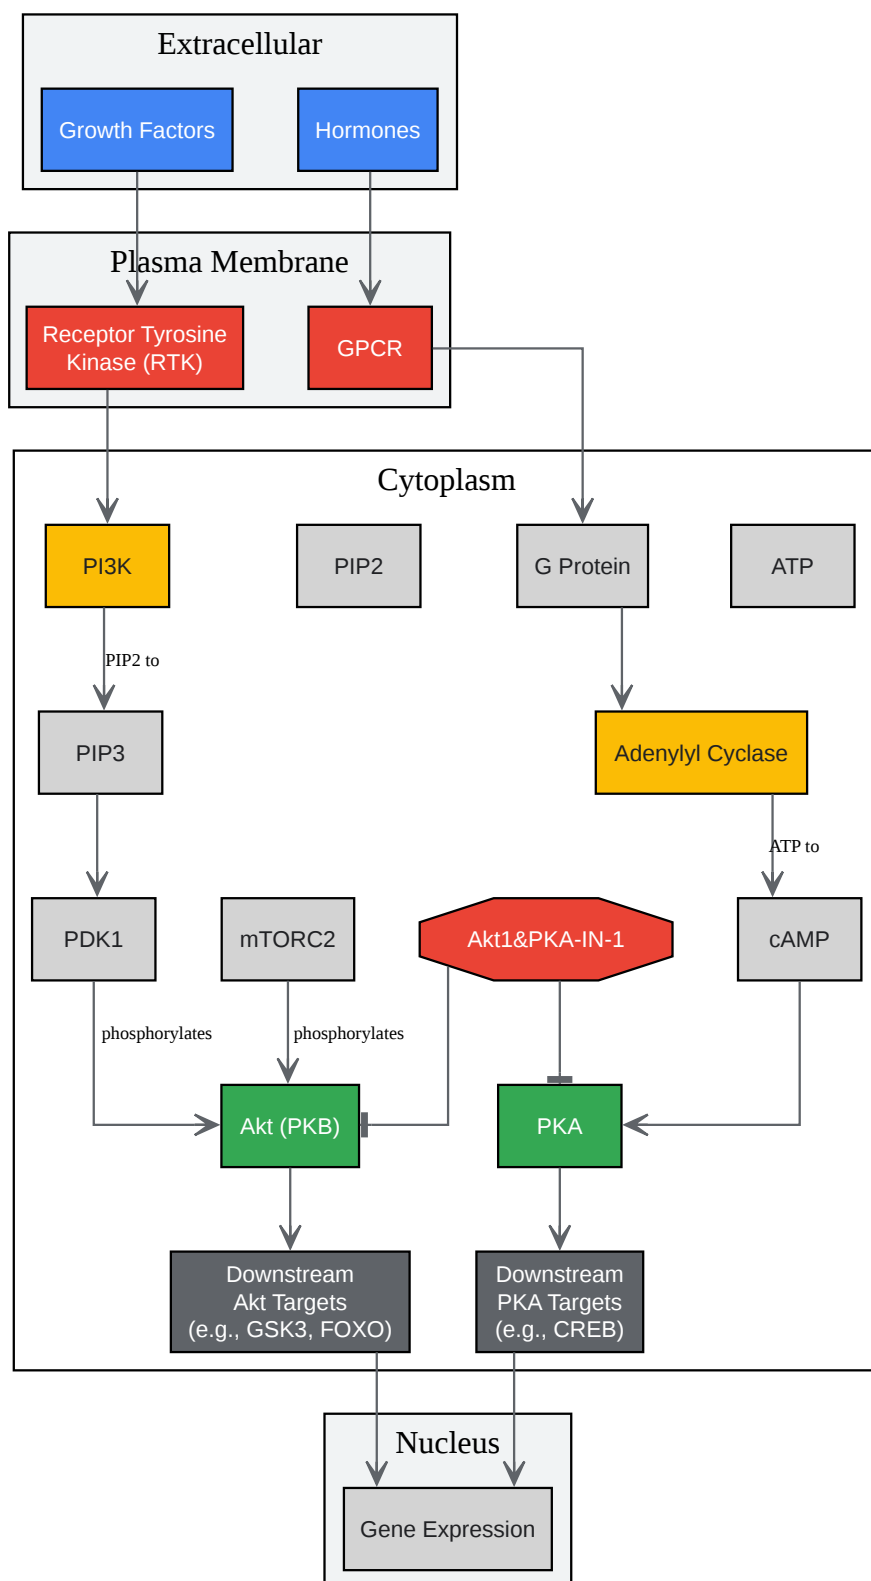 Extracellular
Growth Factors
Hormones
Plasma Membrane
Receptor Tyrosine
Kinase (RTK)
GPCR
Cytoplasm
PI3K
PIP2
G Protein
ATP
PIP2 to
PIP3
Adenylyl Cyclase
ATP to
PDK1
mTORC2
Akt1&PKA-IN-1
cAMP
phosphorylates
phosphorylates
Akt (PKB)
PKA
Downstream
Akt Targets
(e.g., GSK3, FOXO)
Downstream
PKA Targets
(e.g., CREB)
Nucleus
Gene Expression